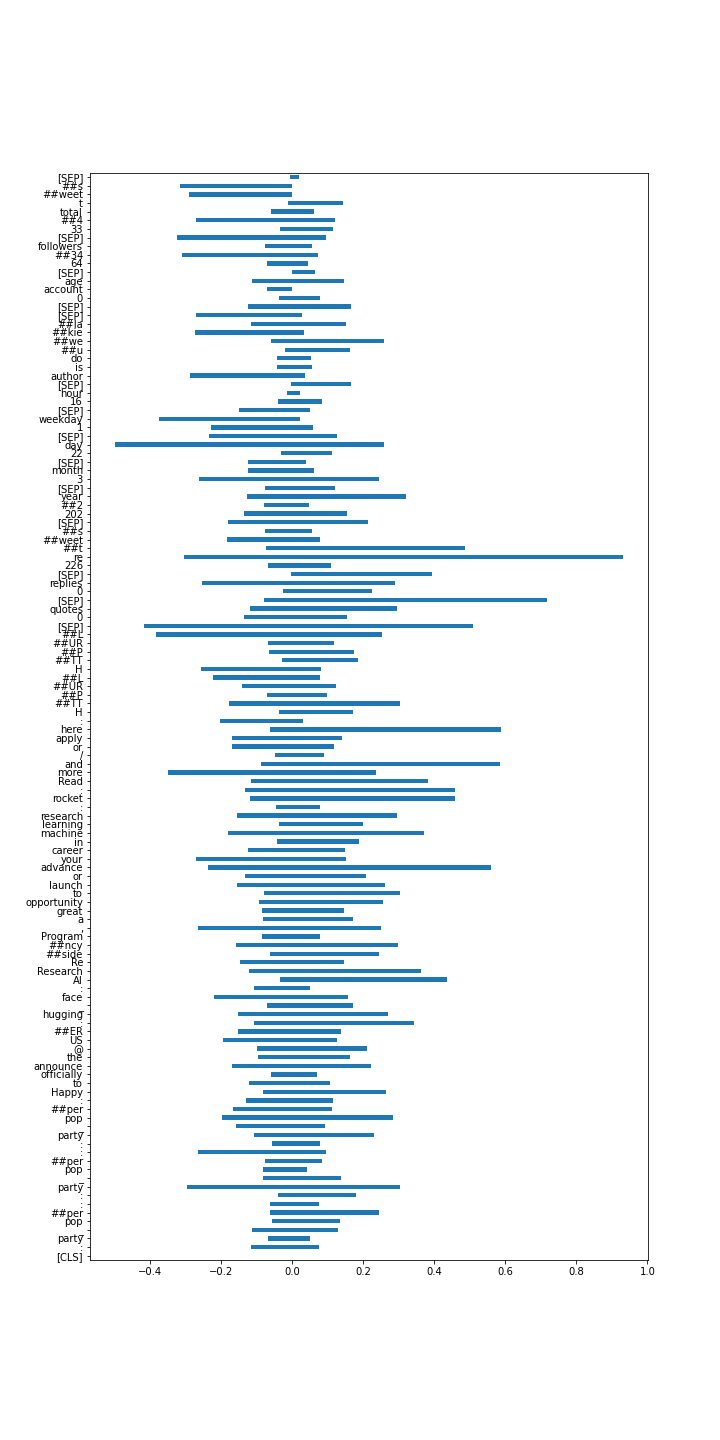 [SEP]
##s
##weet
t
total
##4
33
[SEP]
followers
##34
64
[SEP]
age
account
0
[SEP]
[SEP]
##la
##kie
##we
##u
do
is
author
[SEP]
hour
16
[SEP]
weekday
1
[SEP]
day
22
[SEP]
month
3
[SEP]
year
##2
202
[SEP]
##s
##weet
##t
re
226
[SEP]
replies
0
[SEP]
quotes
0
[SEP]
##L
##UR
##P
##TT
H
##L
##UR
##P
##TT
H
:
here
apply
or
/
and
more
Read
:
rocket
:
research
learning
machine
in
career
your
advance
or
launch
to
opportunity
great
a
,
Program
##ncy
##side
Re
Research
AI
:
face
_
hugging
:
##ER
US
@
the
announce
officially
to
Happy
:
##per
pop
_
party
:
:
##per
pop
_
party
:
:
##per
pop
_
party
:
[CLS]
−0.4 −0.2 0.0 0.2 0.4 0.6 0.8 1.0